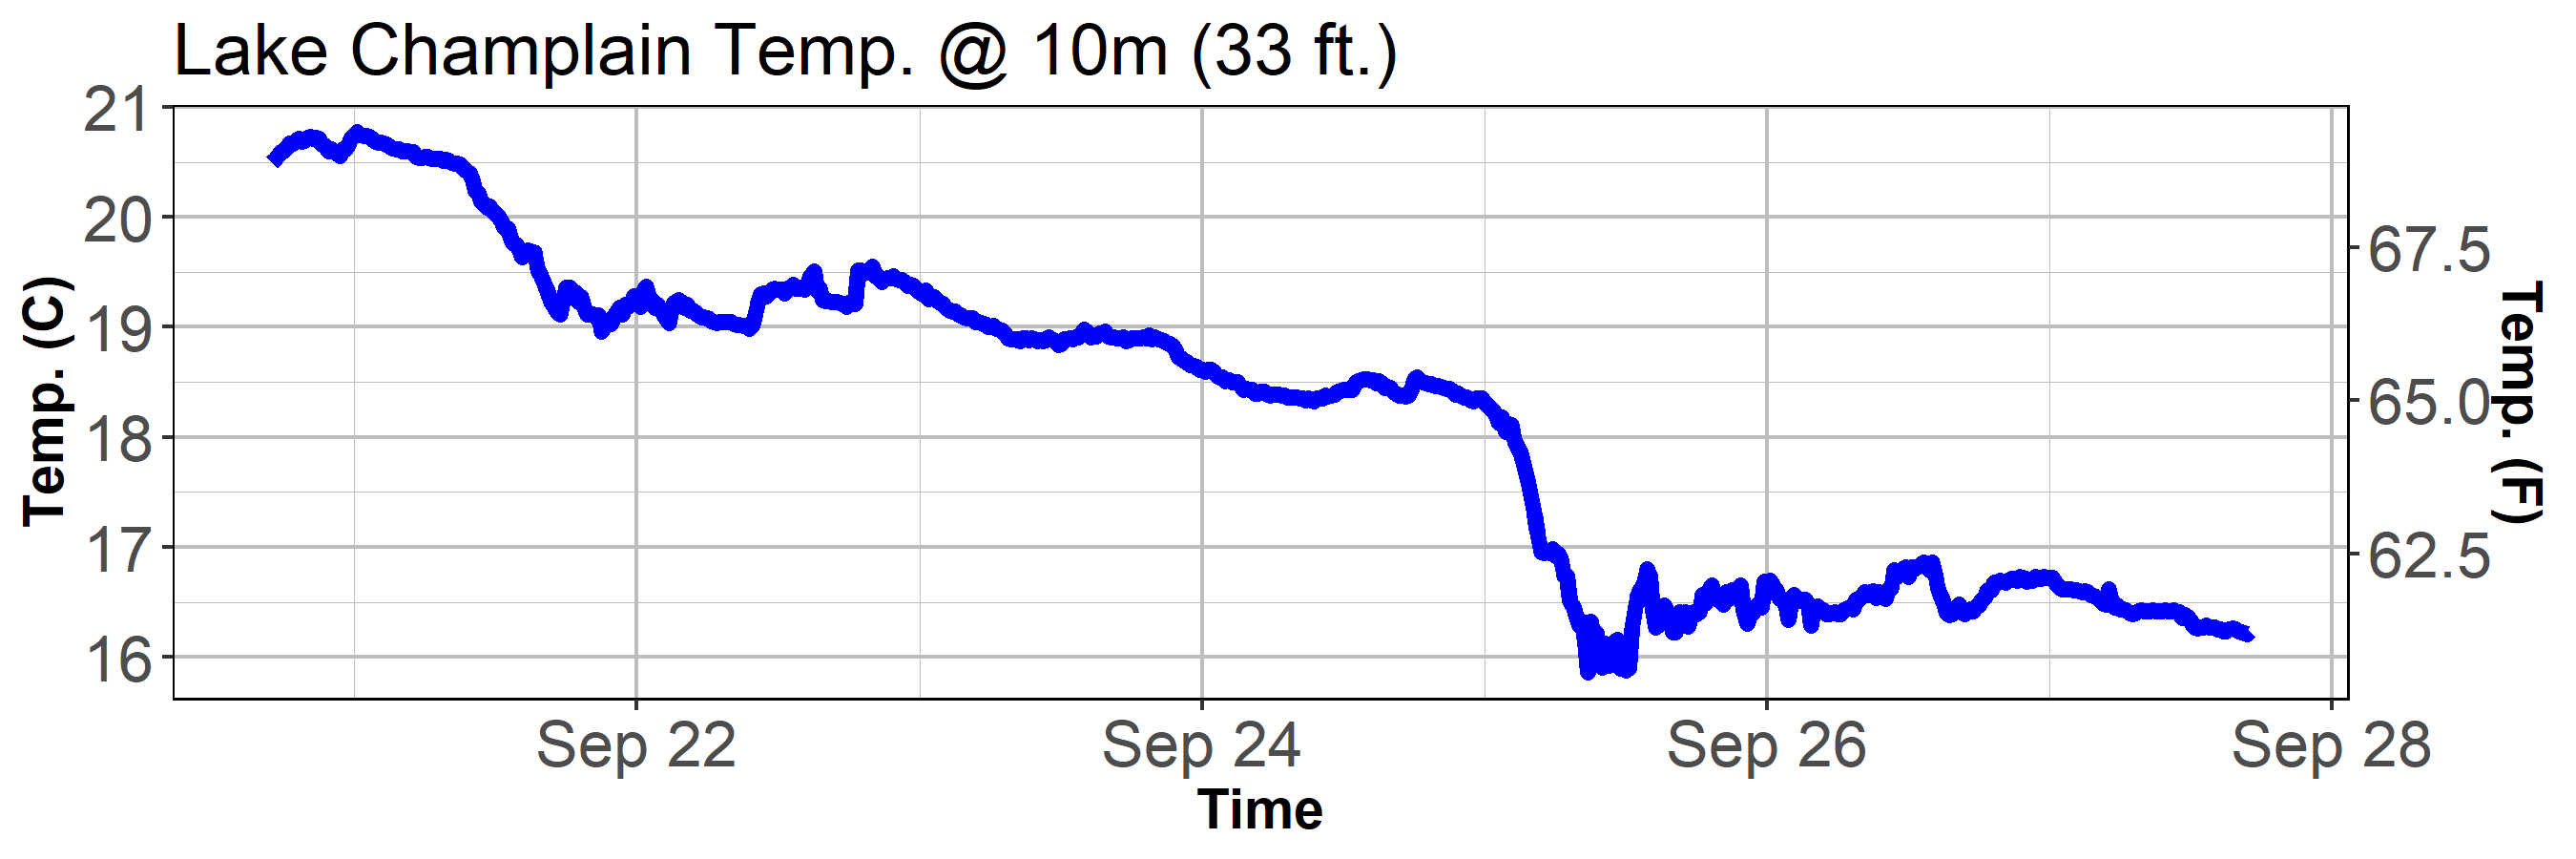 Lake Champlain Temp. @ 10m (33 ft.)
21
20
19
18
17
16
Temp. (C)
67.5
65.0
62.5
Temp. (F)
Sep 22
Sep 24
Sep 26
Sep 28
Time